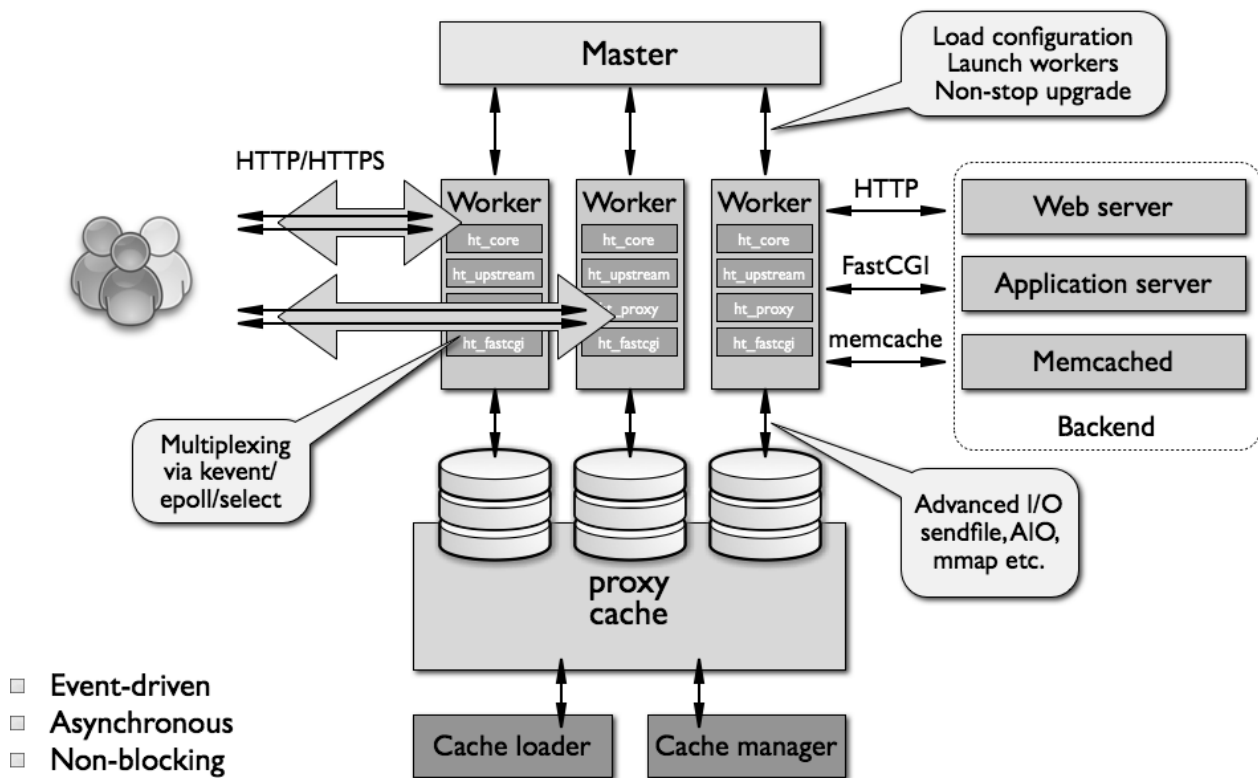 Master
Load configuration
Launch workers
Non-stop upgrade
HTTP/HTTPS
Worker
ht_core
ht_upstream
ht_fastcgi
Worker
ht_core
ht_upstream
ht_proxy
ht_fastcgi
Worker
ht_core
ht_upstream
ht_proxy
ht_fastcgi
HTTP
FastCGI
memcache
Web server
Application server
Memcached
Backend
Multiplexing
via kevent/
epoll/select
Advanced I/O
sendfile, AIO,
mmap etc.
proxy
cache
Cache loader
Cache manager
Event-driven
Asynchronous
Non-blocking